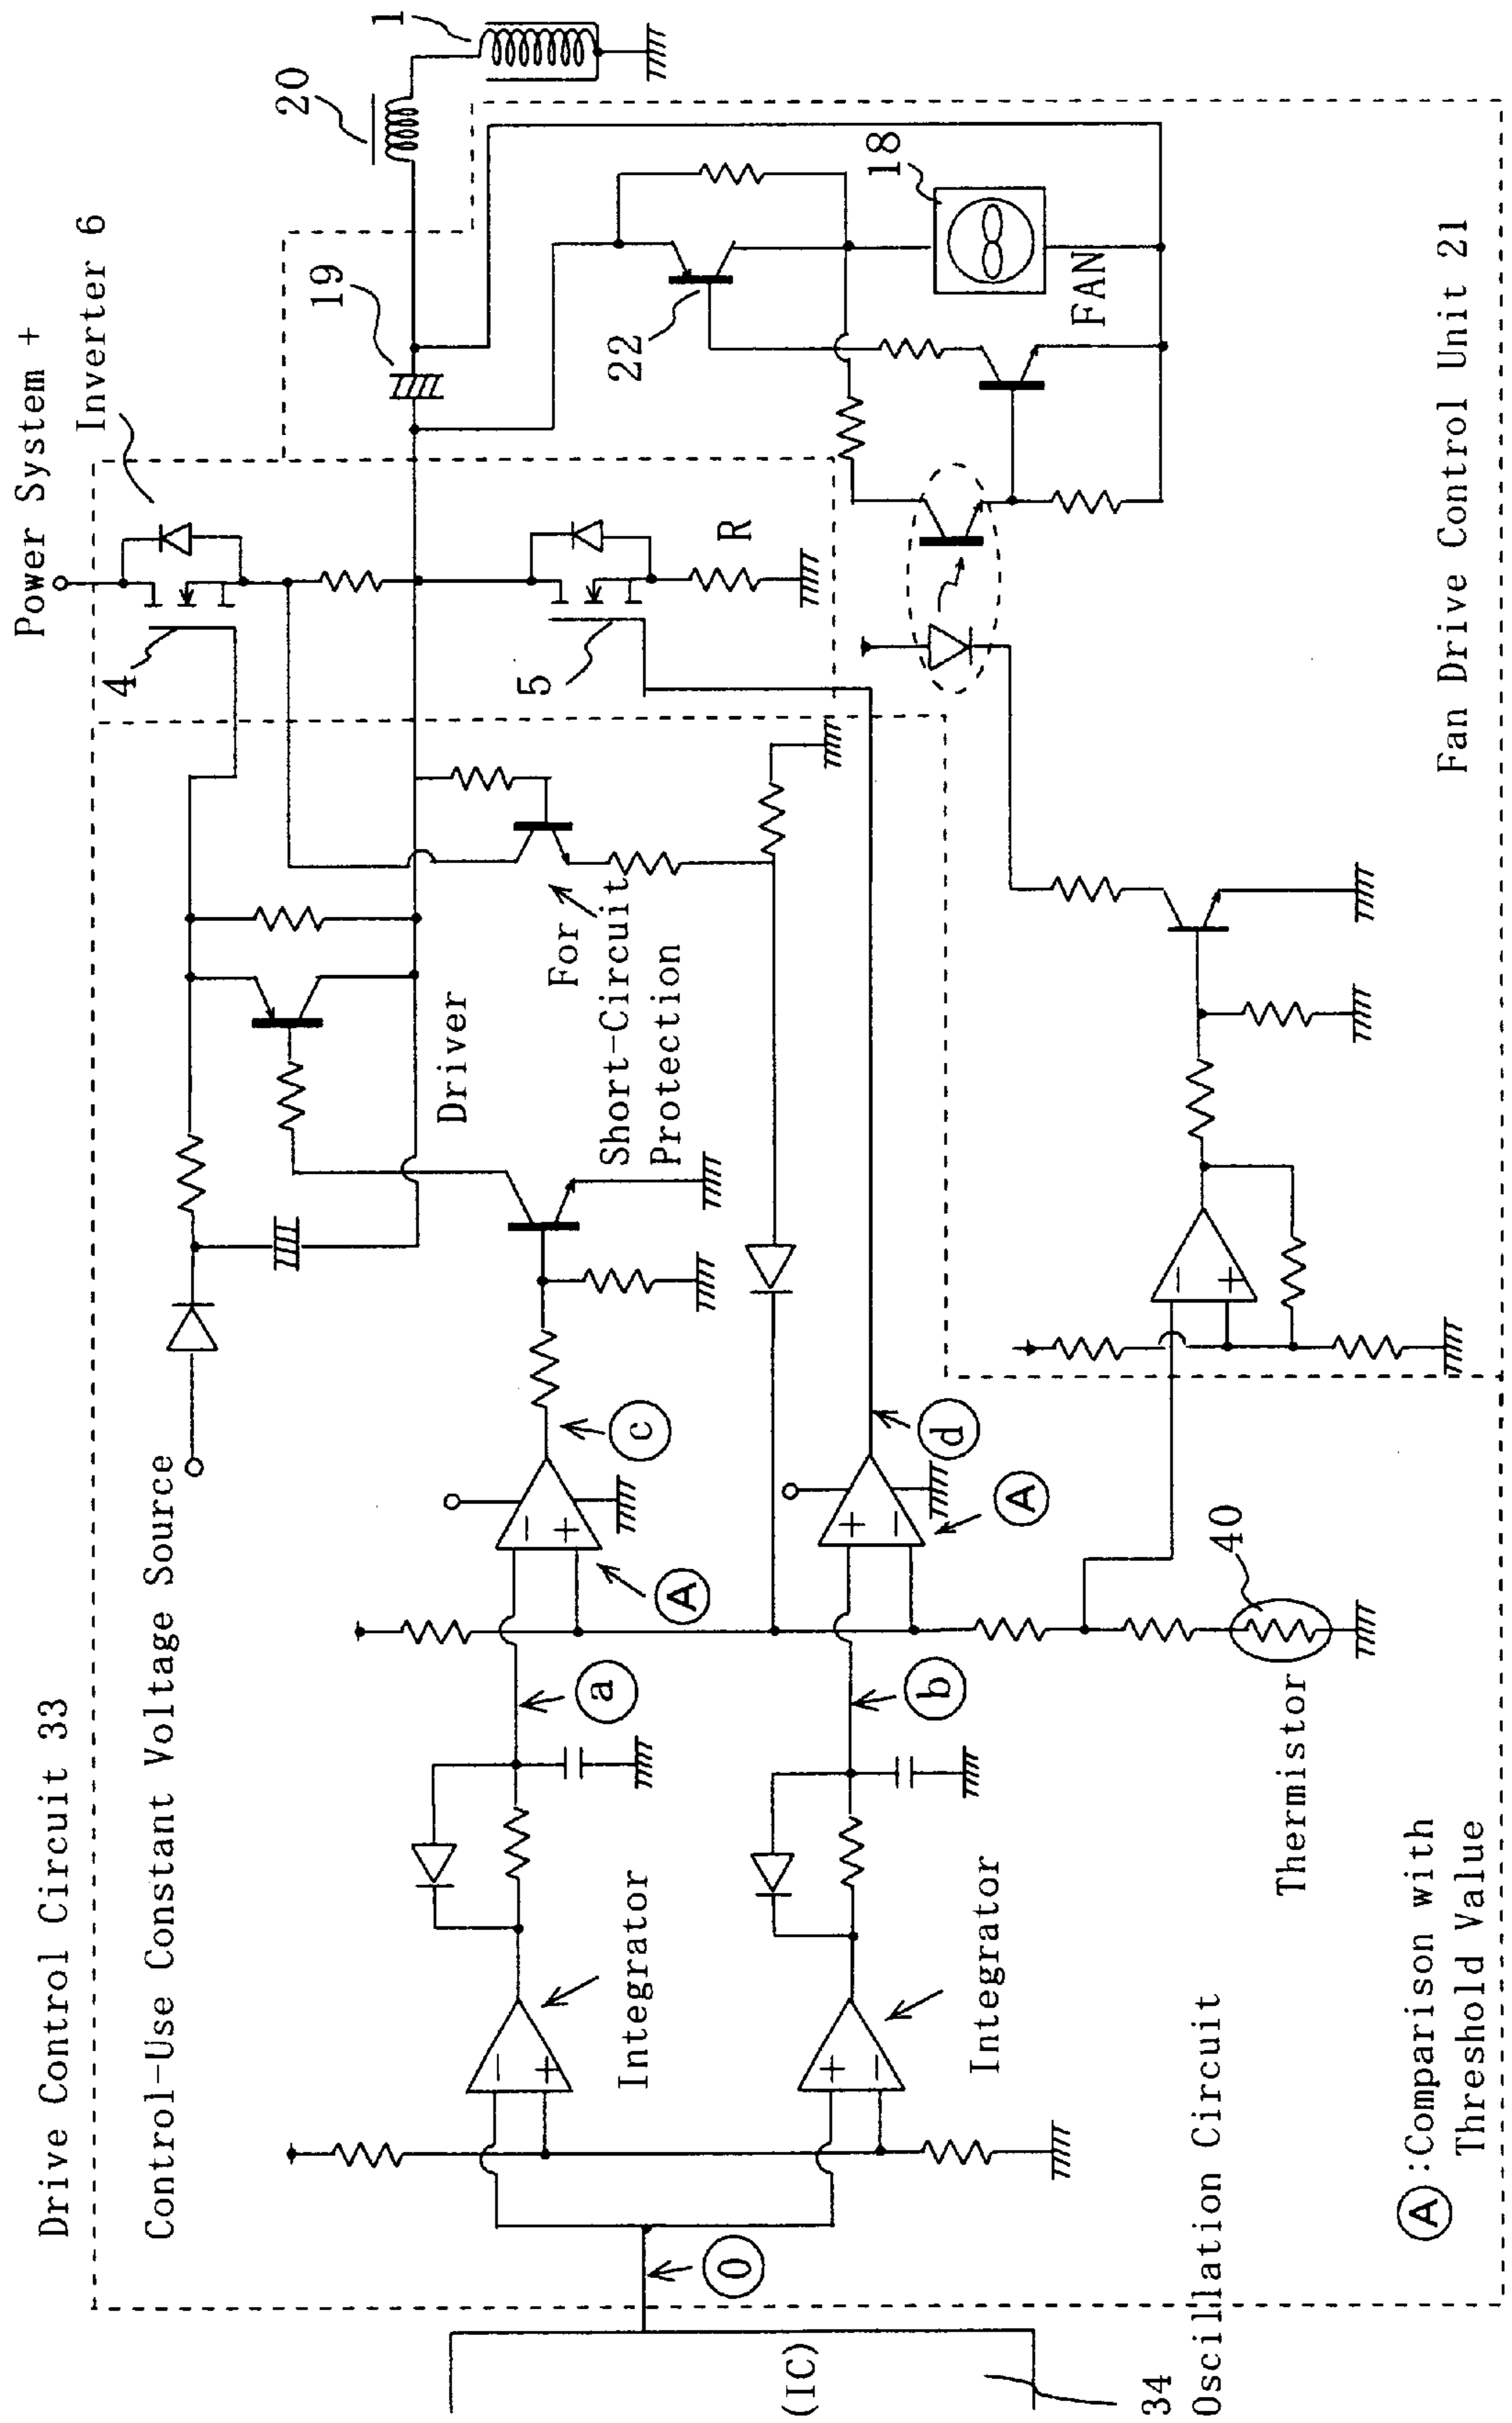 Drive Control Circuit 33
Power System +
Inverter 6
Control-Use Constant Voltage Source
4
19
20
1
5
R
22
18
FAN
Driver
For
Short-Circuit
Protection
Integrator
a
A
c
Integrator
b
A
d
O
(IC)
34
Oscillation Circuit
40
Thermistor
Fan Drive Control Unit 21
A :Comparison with
Threshold Value
− +
+ −
− +
+ −
− +